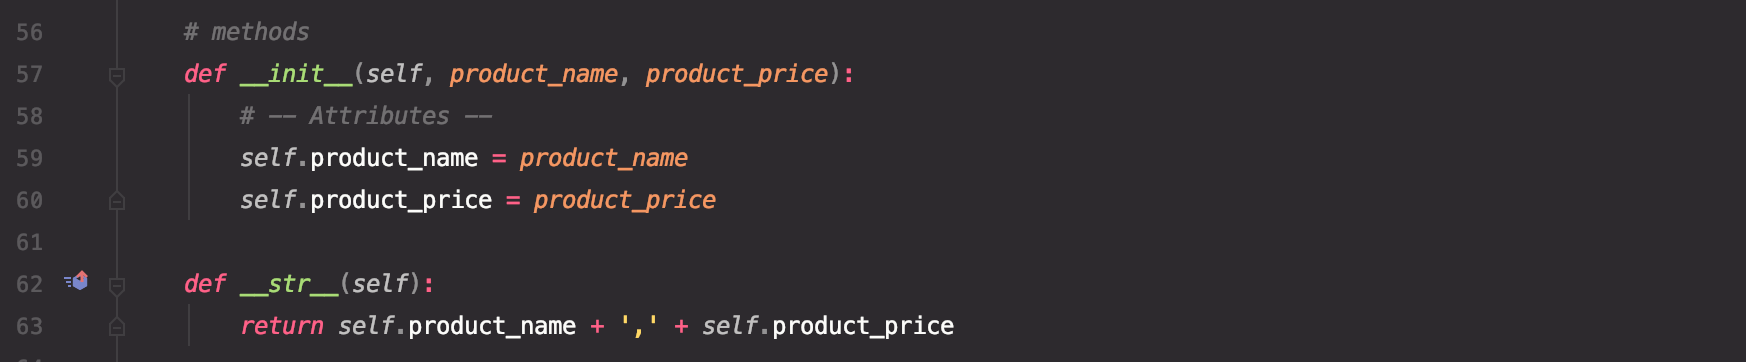 56 # methods
57 def __init__(self, product_name, product_price):
58 # -- Attributes --
59 self.product_name = product_name
60 self.product_price = product_price
61
62 def __str__(self):
63 return self.product_name + ',' + self.product_price